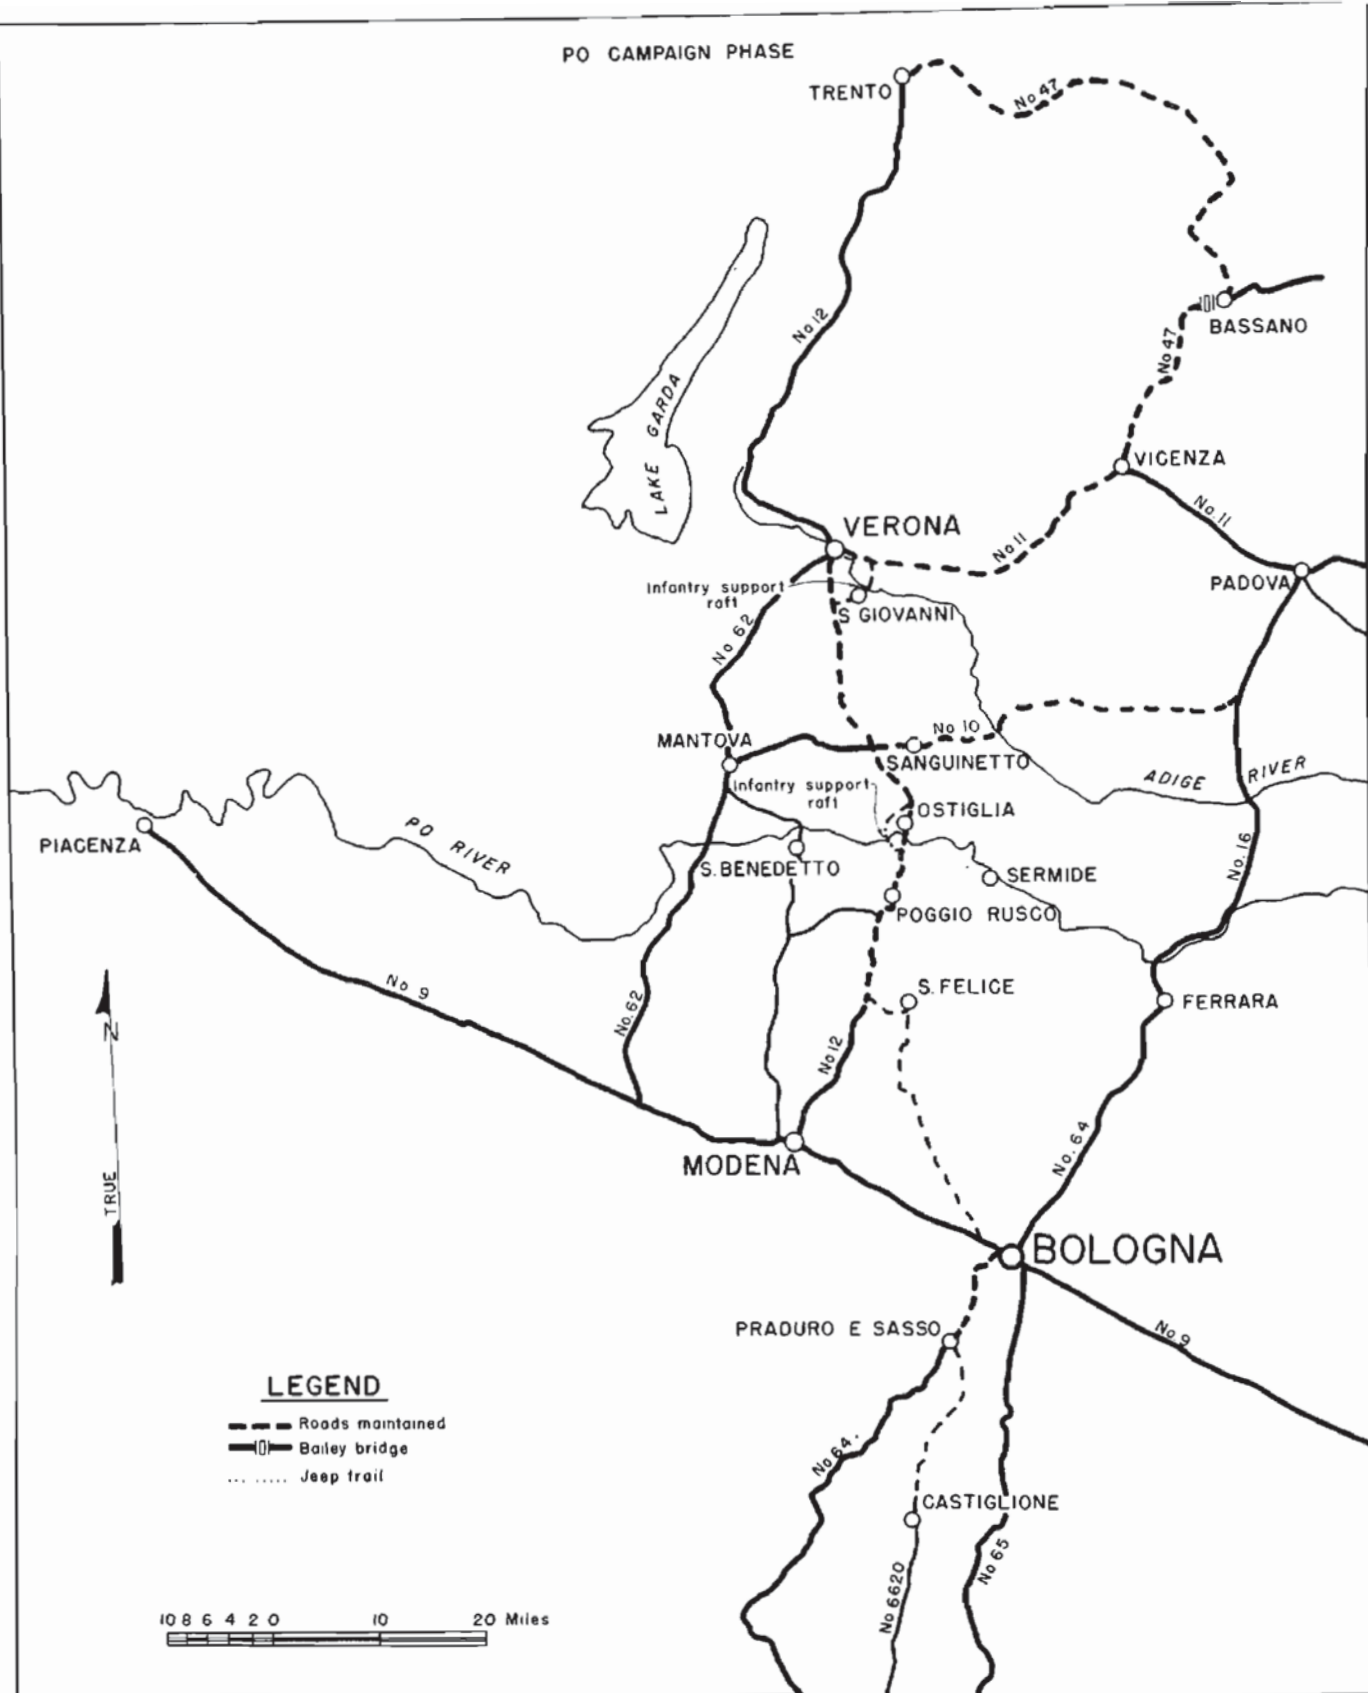 PO CAMPAIGN PHASE
TRENTO
No 47
No 12
BASSANO
No 47
LAKE GARDA
VICENZA
No. 11
VERONA
No 11
PADOVA
Infantry support
raft
S GIOVANNI
No 62
No 10
MANTOVA
SANGUINETTO
ADIGE RIVER
Infantry support
raft
OSTIGLIA
PIACENZA
PO RIVER
S. BENEDETTO
SERMIDE
No. 16
POGGIO RUSCO
No 9
S. FELICE
FERRARA
N
No. 62
No 12
No. 64
MODENA
TRUE
BOLOGNA
PRADURO E SASSO
No 9
LEGEND
Roads maintained
Bailey bridge
Jeep trail
No 64.
CASTIGLIONE
No 65
No 6620
10 8 6 4 2 0 10 20 Miles